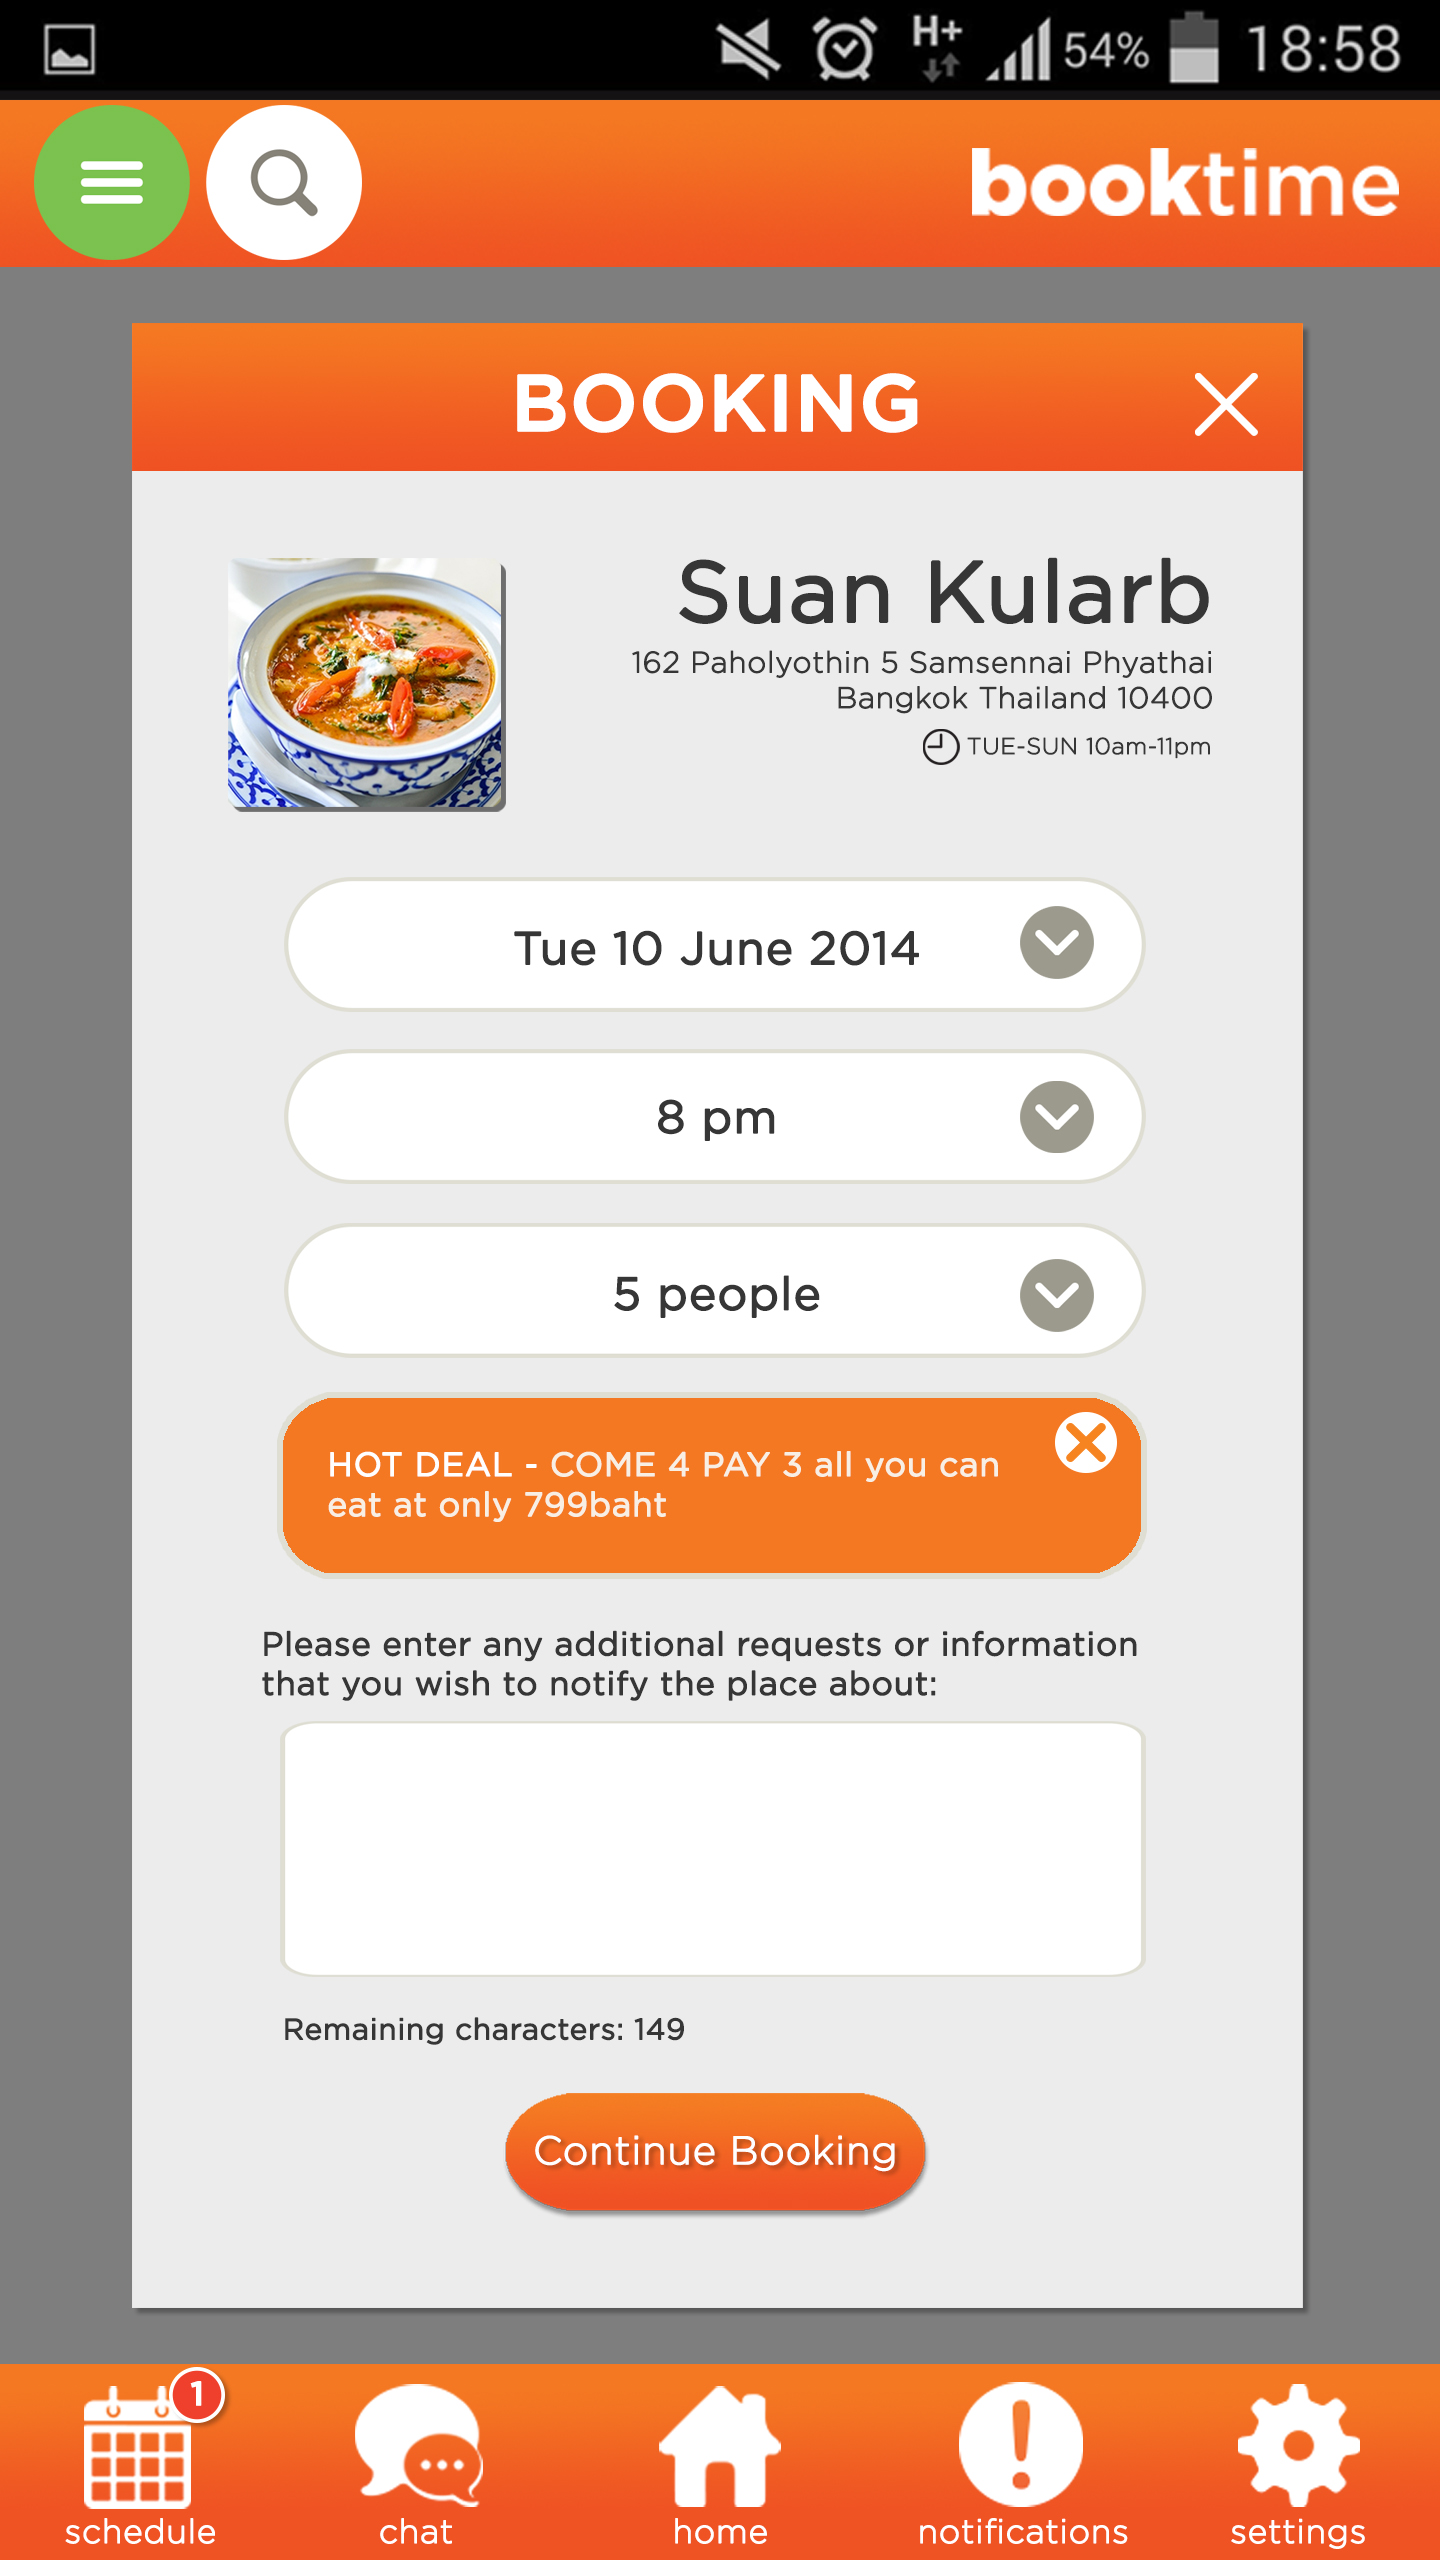 H+ 54% 18:58
booktime
BOOKING
Suan Kularb
162 Paholyothin 5 Samsennai Phyathai
Bangkok Thailand 10400
TUE-SUN 10am-11pm
Tue 10 June 2014
8 pm
5 people
HOT DEAL - COME 4 PAY 3 all you can
eat at only 799baht
Please enter any additional requests or information
that you wish to notify the place about:
Remaining characters: 149
Continue Booking
1
schedule chat home notifications settings